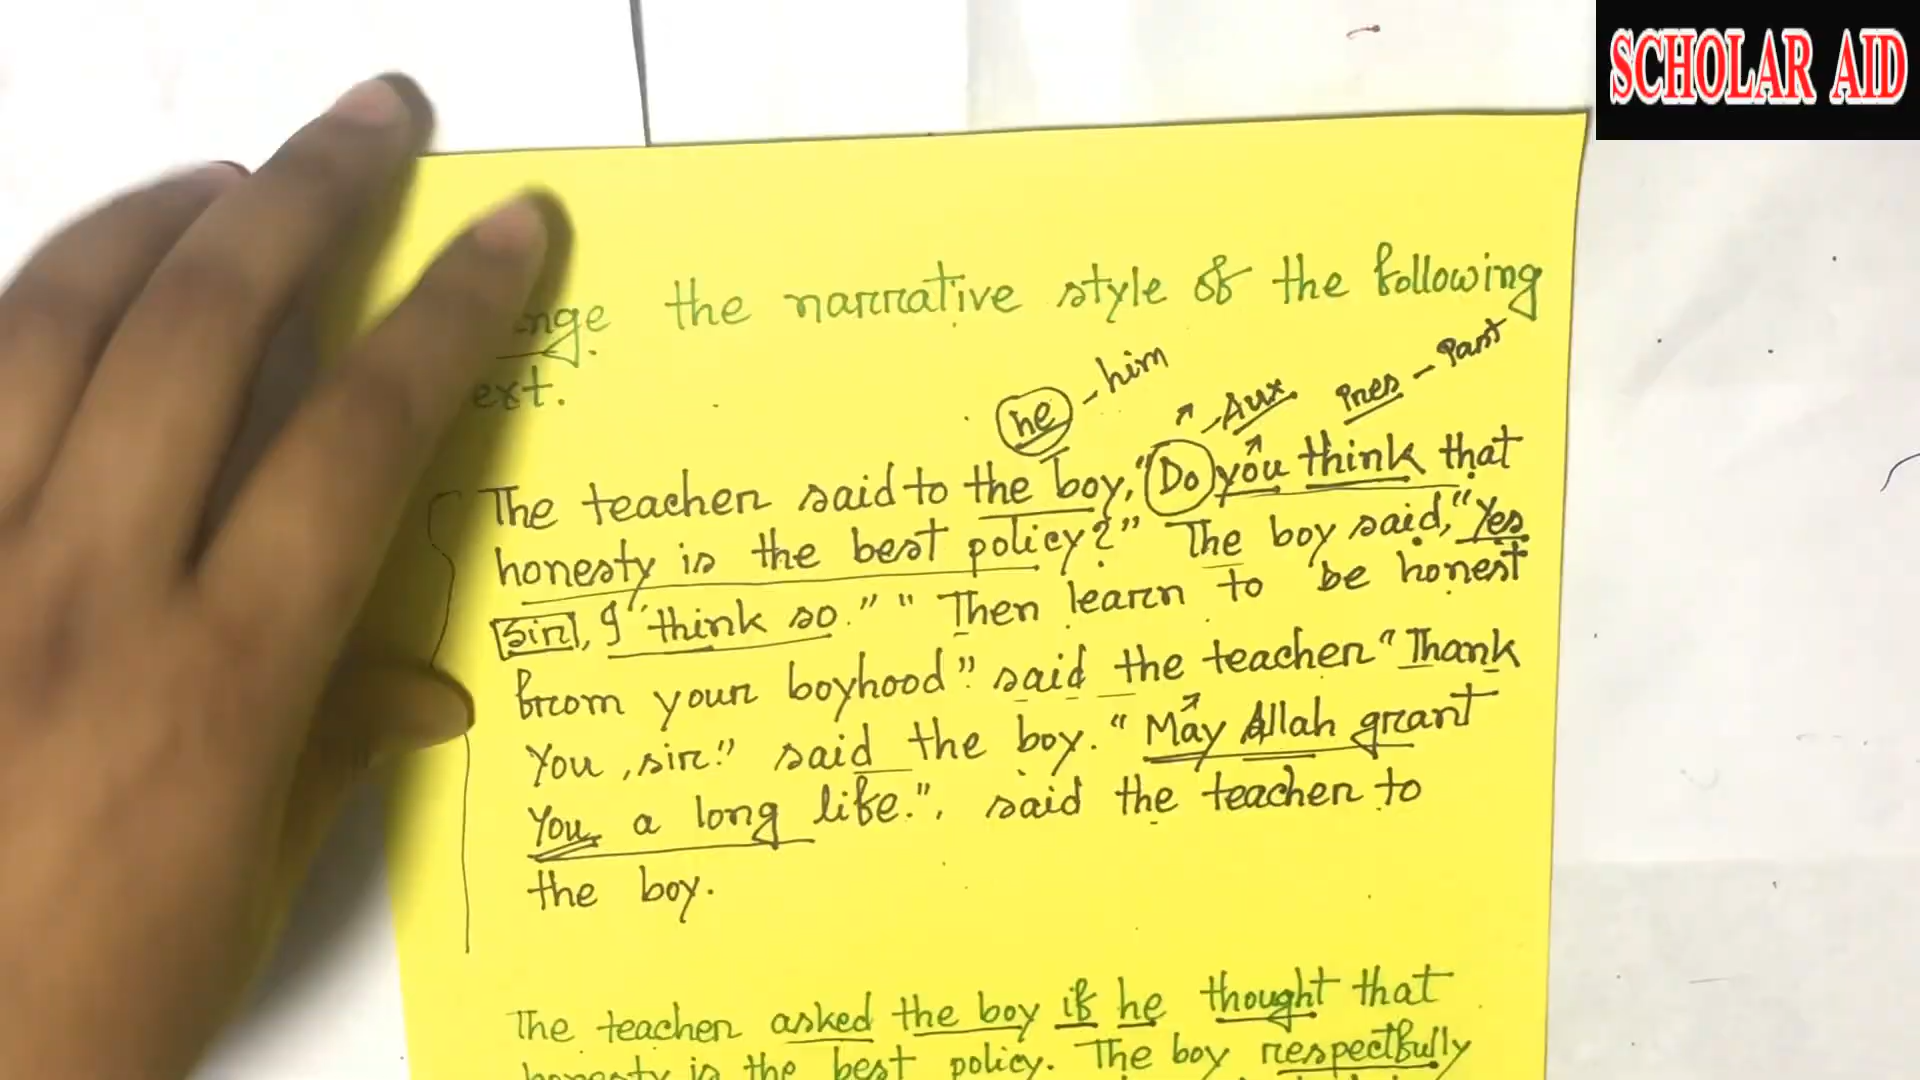 SCHOLAR AID
nge the narrative style of the following
ext.
he - him
Aux
Pres - Past
The teacher said to the boy, "Do you think that
honesty is the best policy?" The boy said, "Yes
Sir, I think so." " Then learn to be honest
from your boyhood" said the teacher "Thank
You, sir." said the boy. "May Allah grant
You a long life.", said the teacher to
the boy.
The teacher asked the boy if he thought that
honesty is the best policy. The boy respectfully